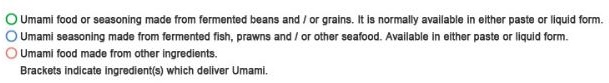 Umami food or seasoning made from fermented beans and / or grains. It is normally available in either paste or liquid form.
Umami seasoning made from fermented fish, prawns and / or other seafood. Available in either paste or liquid form.
Umami food made from other ingredients.
Brackets indicate ingredient(s) which deliver Umami.